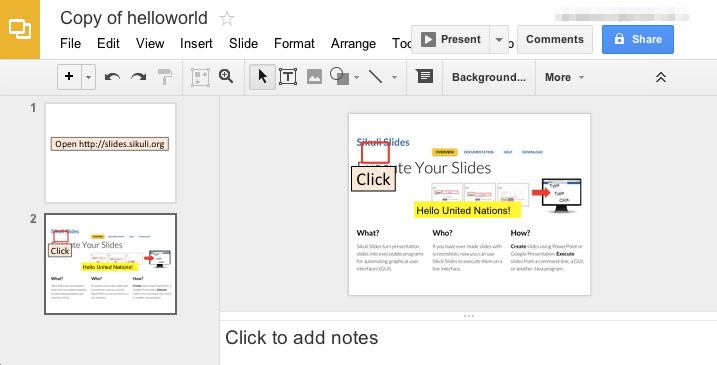 Copy of helloworld
File Edit View Insert Slide Format Arrange Too
Present
Comments
Share
Background...
More
1
Open http://slides.sikuli.org
2
Sikuli Slides
Execute Your Slides
Click
Hello United Nations!
What? Who? How?
Sikuli Slides
OVERVIEW DOCUMENTATION HELP DOWNLOAD
Execute Your Slides
Click
Type
Type
Click
Hello United Nations!
What?
Sikuli Slides turn presentation
slides into executable programs
for automating graphical user
interfaces (GUI).
Who?
If you have ever made slides with
screenshots, now you can use
Sikuli Slides to execute them on a
live interface.
How?
Create slides using PowerPoint or
Google Presentation. Execute
slides from a command-line, a GUI,
or another Java program.
Click to add notes